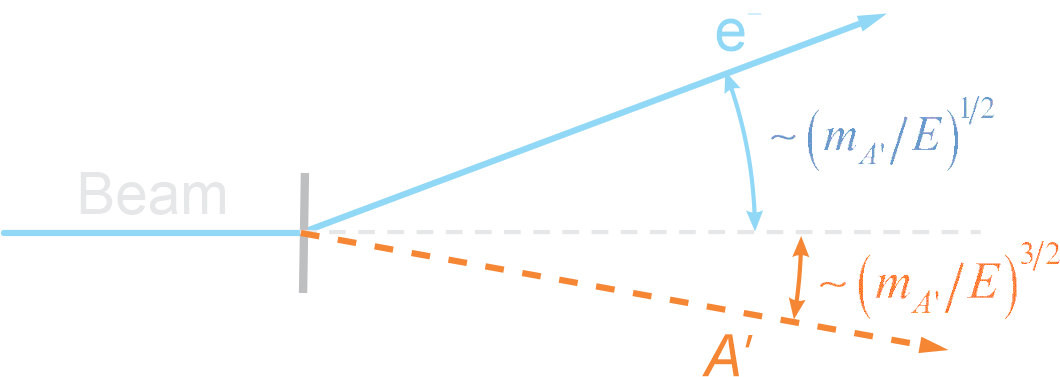 e⁻
~(m_A'/E)^1/2
Beam
~(m_A'/E)^3/2
A'